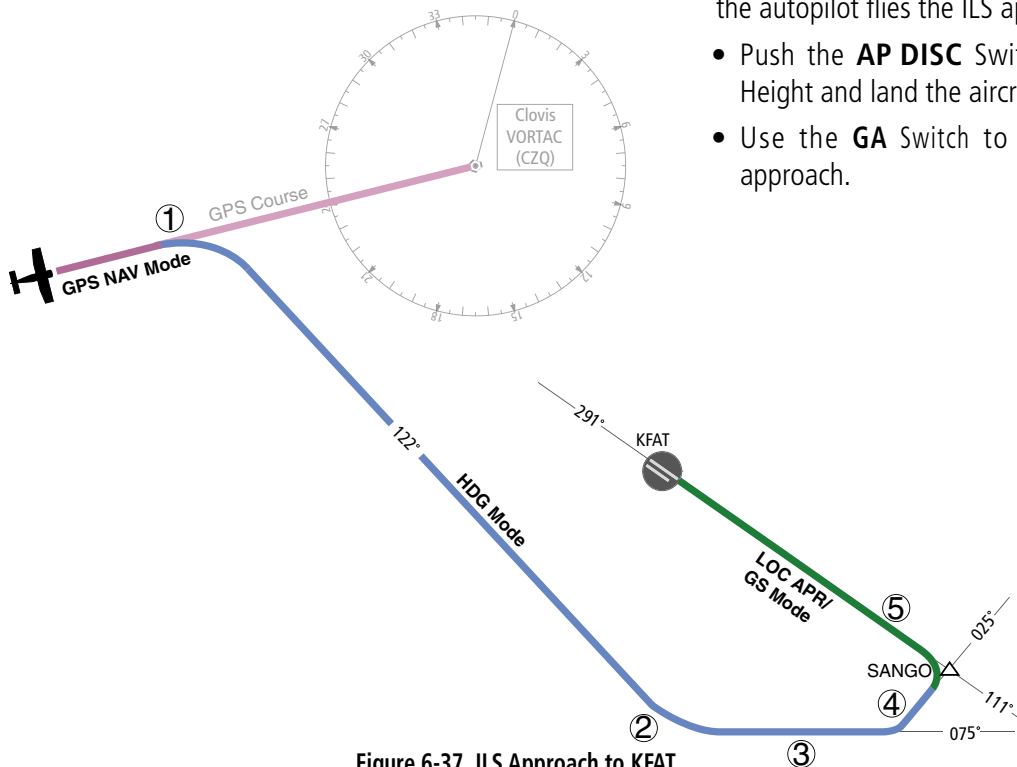 the autopilot flies the ILS ap
• Push the AP DISC Swit
Height and land the aircr
• Use the GA Switch to
approach.
33
0
3
6
9
12
15
18
21
24
27
30
Clovis
VORTAC
(CZQ)
GPS Course
①
GPS NAV Mode
122°
HDG Mode
291°
KFAT
LOC APR/
GS Mode
⑤
025°
SANGO
④
111°
②
③
075°
Figure 6-37 ILS Approach to KFAT